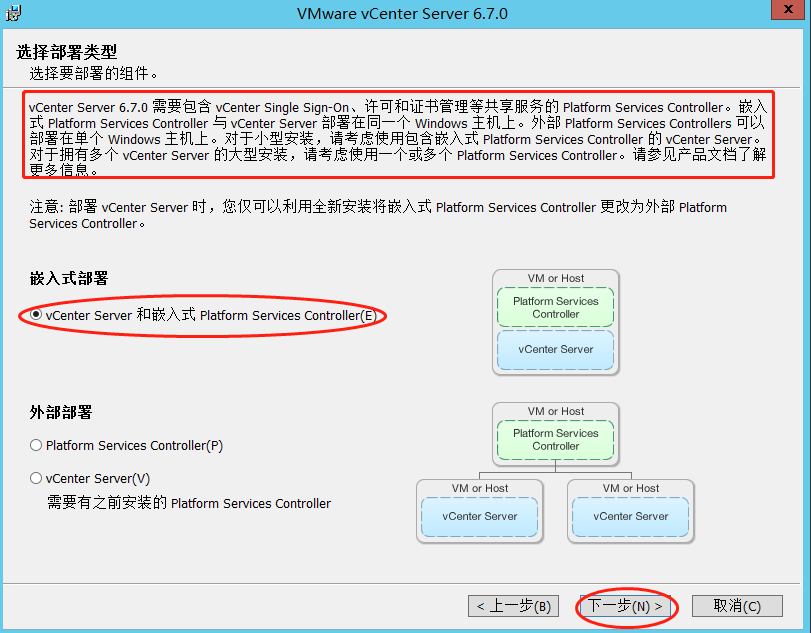 VMware vCenter Server 6.7.0
x
选择部署类型
选择要部署的组件。
vCenter Server 6.7.0 需要包含 vCenter Single Sign-On、许可和证书管理等共享服务的 Platform Services Controller。嵌入
式 Platform Services Controller 与 vCenter Server 部署在同一个 Windows 主机上。外部 Platform Services Controllers 可以
部署在单个 Windows 主机上。对于小型安装，请考虑使用包含嵌入式 Platform Services Controller 的 vCenter Server。
对于拥有多个 vCenter Server 的大型安装，请考虑使用一个或多个 Platform Services Controller。请参见产品文档了解
更多信息。
注意: 部署 vCenter Server 时，您仅可以利用全新安装将嵌入式 Platform Services Controller 更改为外部 Platform
Services Controller。
嵌入式部署
vCenter Server 和嵌入式 Platform Services Controller(E)
VM or Host
Platform Services
Controller
vCenter Server
外部部署
Platform Services Controller(P)
vCenter Server(V)
需要有之前安装的 Platform Services Controller
VM or Host
Platform Services
Controller
VM or Host
vCenter Server
VM or Host
vCenter Server
< 上一步(B)
下一步(N) >
取消(C)